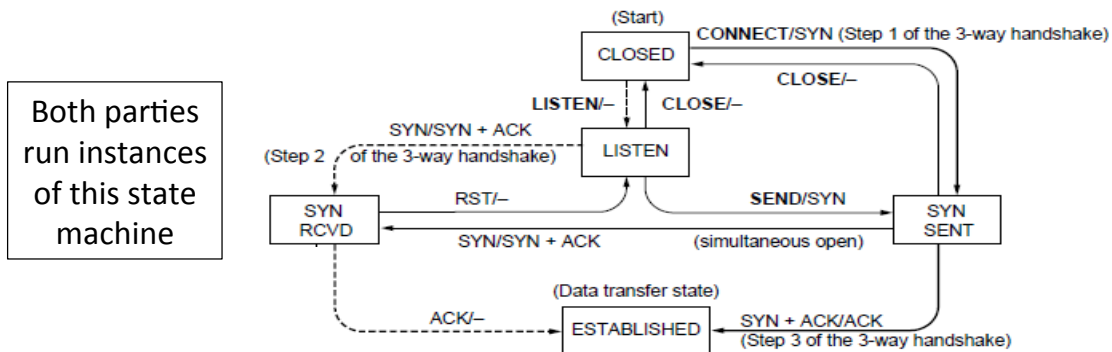 Both parties
run instances
of this state
machine
(Start)
CLOSED
CONNECT/SYN (Step 1 of the 3-way handshake)
CLOSE/–
LISTEN/–
CLOSE/–
SYN/SYN + ACK
(Step 2 of the 3-way handshake)
LISTEN
RST/–
SEND/SYN
SYN
RCVD
SYN
SENT
SYN/SYN + ACK
(simultaneous open)
(Data transfer state)
ACK/–
ESTABLISHED
SYN + ACK/ACK
(Step 3 of the 3-way handshake)